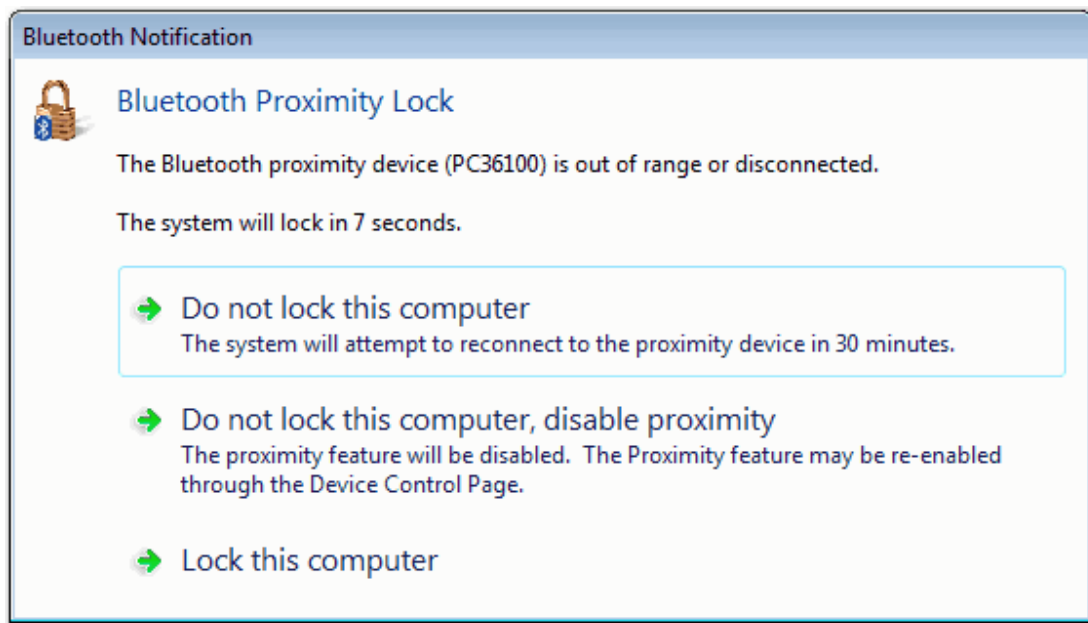 Bluetooth Notification
Bluetooth Proximity Lock
The Bluetooth proximity device (PC36100) is out of range or disconnected.
The system will lock in 7 seconds.
Do not lock this computer
The system will attempt to reconnect to the proximity device in 30 minutes.
Do not lock this computer, disable proximity
The proximity feature will be disabled.  The Proximity feature may be re-enabled
through the Device Control Page.
Lock this computer